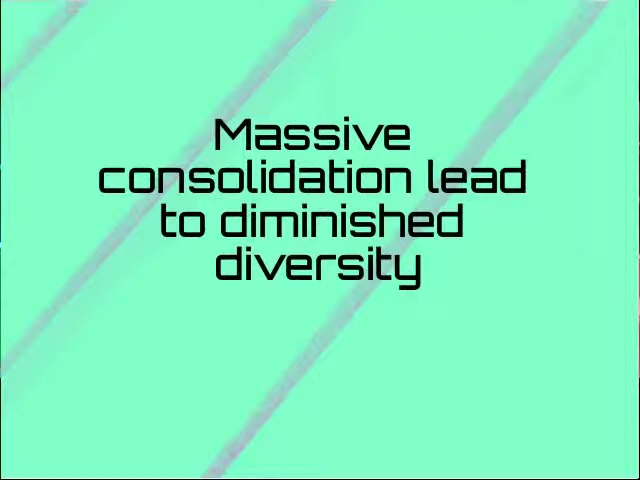 Massive
consolidation lead
to diminished
diversity